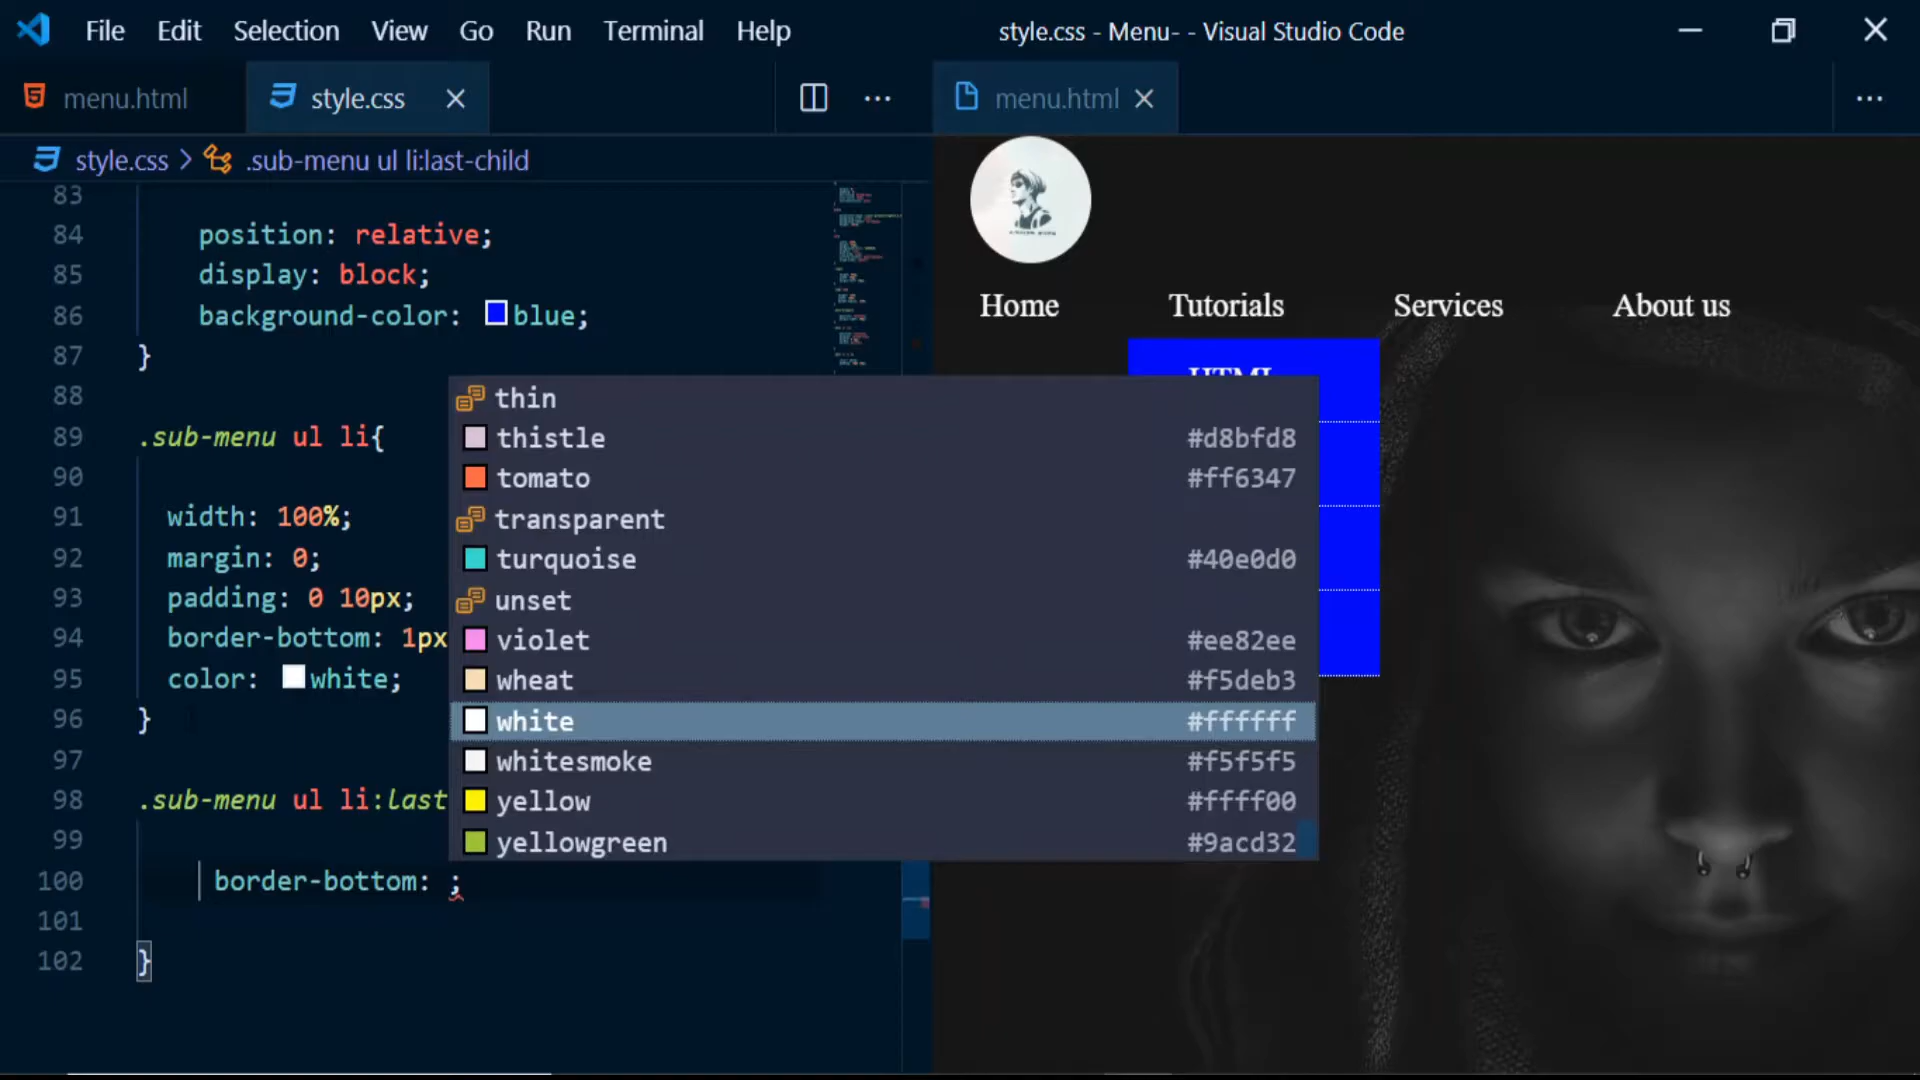 File Edit Selection View Go Run Terminal Help
style.css - Menu- - Visual Studio Code
menu.html
style.css
menu.html
style.css > .sub-menu ul li:last-child
83
84 position: relative;
85 display: block;
86 background-color: blue;
87 }
88
89 .sub-menu ul li{
90
91 width: 100%;
92 margin: 0;
93 padding: 0 10px;
94 border-bottom: 1px
95 color: white;
96 }
97
98 .sub-menu ul li:last
99
100 border-bottom: ;
101
102 }
thin
thistle #d8bfd8
tomato #ff6347
transparent
turquoise #40e0d0
unset
violet #ee82ee
wheat #f5deb3
white #ffffff
whitesmoke #f5f5f5
yellow #ffff00
yellowgreen #9acd32
Home Tutorials Services About us
HTML